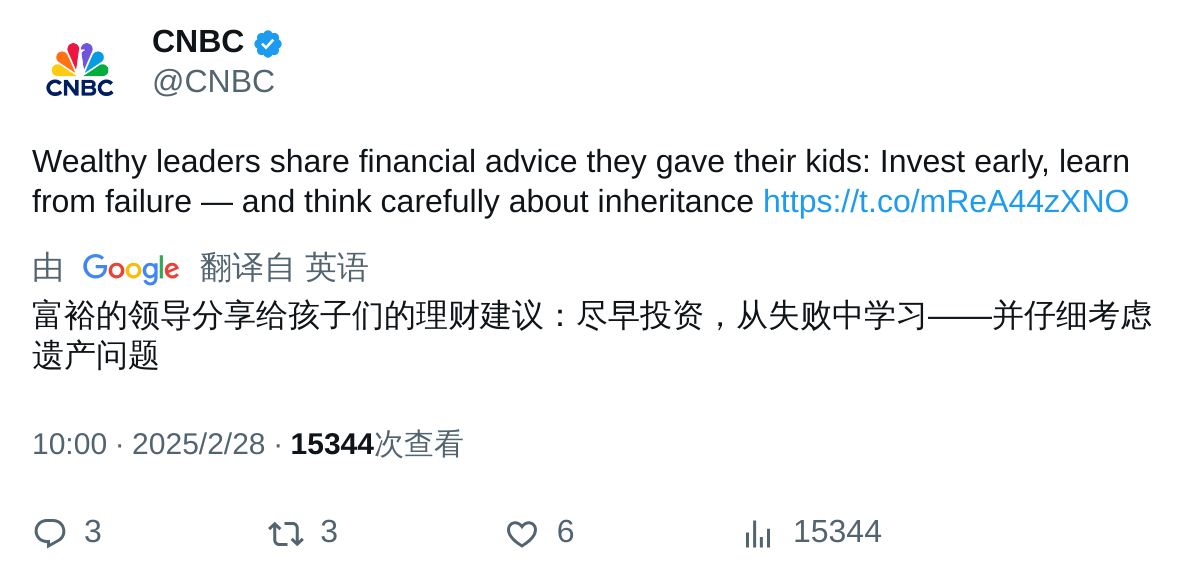 CNBC
@CNBC
CNBC
Wealthy leaders share financial advice they gave their kids: Invest early, learn
from failure — and think carefully about inheritance https://t.co/mReA44zXNO
由 Google 翻译自 英语
富裕的领导分享给孩子们的理财建议：尽早投资，从失败中学习——并仔细考虑
遗产问题
10:00 · 2025/2/28 · 15344次查看
3 3 6 15344